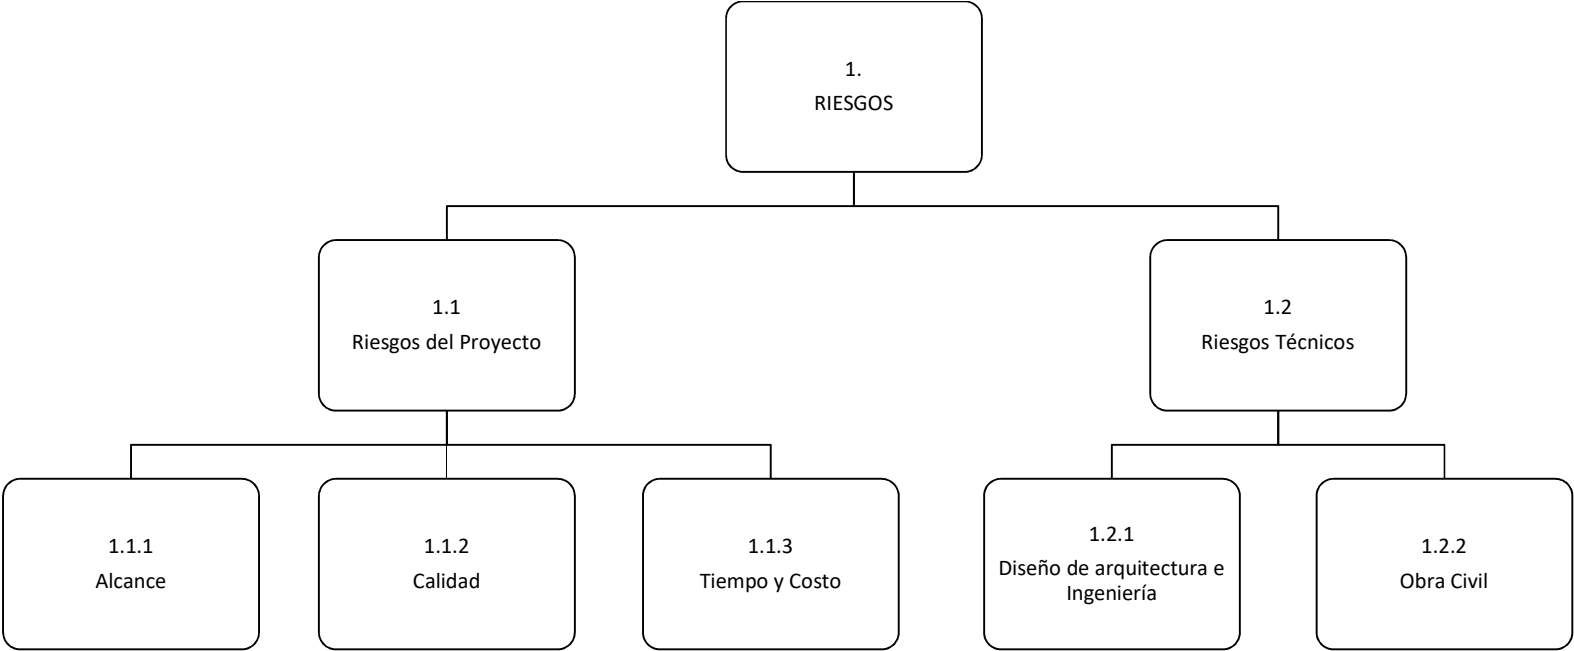 1.
RIESGOS
1.1
Riesgos del Proyecto
1.2
Riesgos Técnicos
1.1.1
Alcance
1.1.2
Calidad
1.1.3
Tiempo y Costo
1.2.1
Diseño de arquitectura e
Ingeniería
1.2.2
Obra Civil